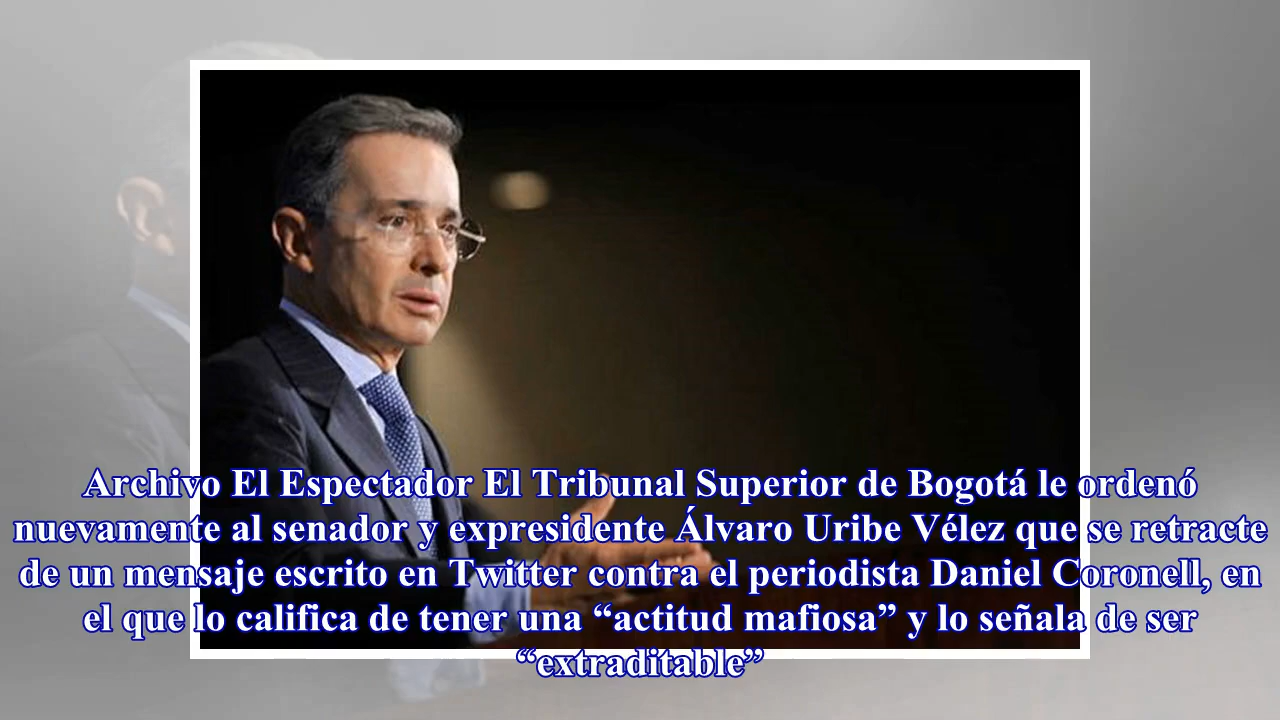 Archivo El Espectador El Tribunal Superior de Bogotá le ordenó
nuevamente al senador y expresidente Álvaro Uribe Vélez que se retracte
de un mensaje escrito en Twitter contra el periodista Daniel Coronell, en
el que lo califica de tener una “actitud mafiosa” y lo señala de ser
“extraditable”